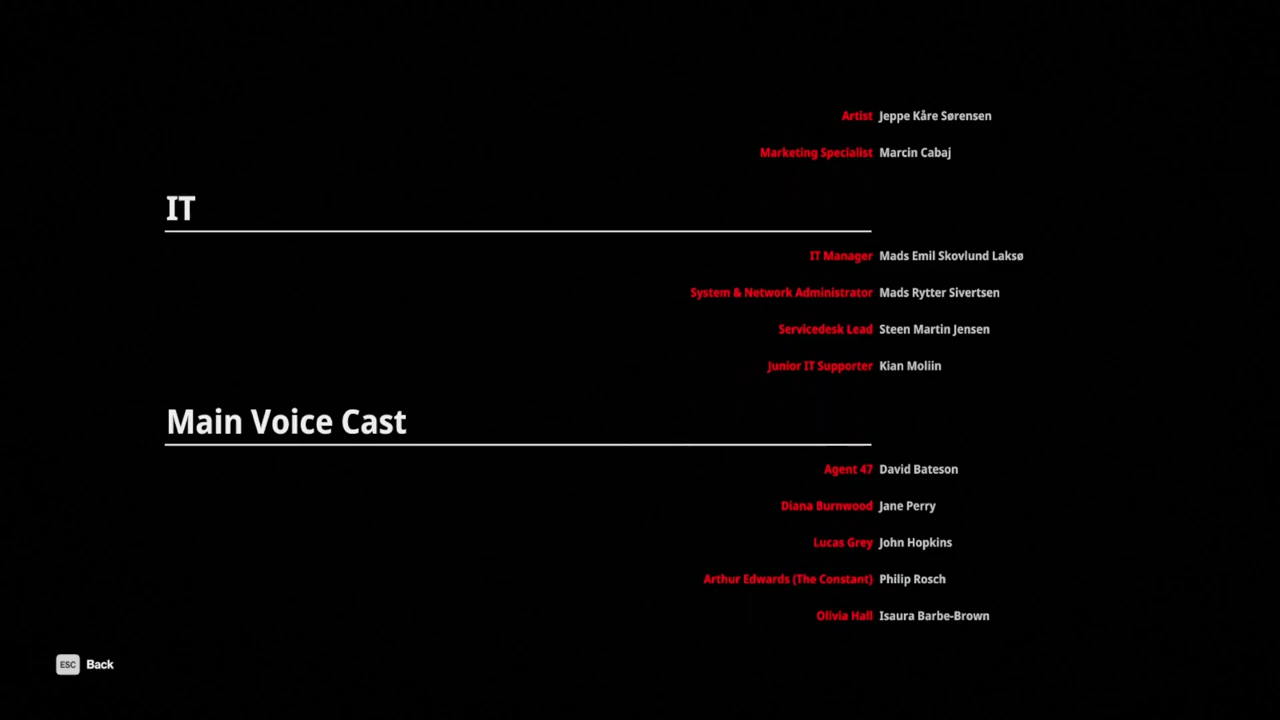 Artist Jeppe Kåre Sørensen
Marketing Specialist Marcin Cabaj
IT
IT Manager Mads Emil Skovlund Laksø
System & Network Administrator Mads Rytter Sivertsen
Servicedesk Lead Steen Martin Jensen
Junior IT Supporter Kian Moliin
Main Voice Cast
Agent 47 David Bateson
Diana Burnwood Jane Perry
Lucas Grey John Hopkins
Arthur Edwards (The Constant) Philip Rosch
Olivia Hall Isaura Barbe-Brown
ESC Back